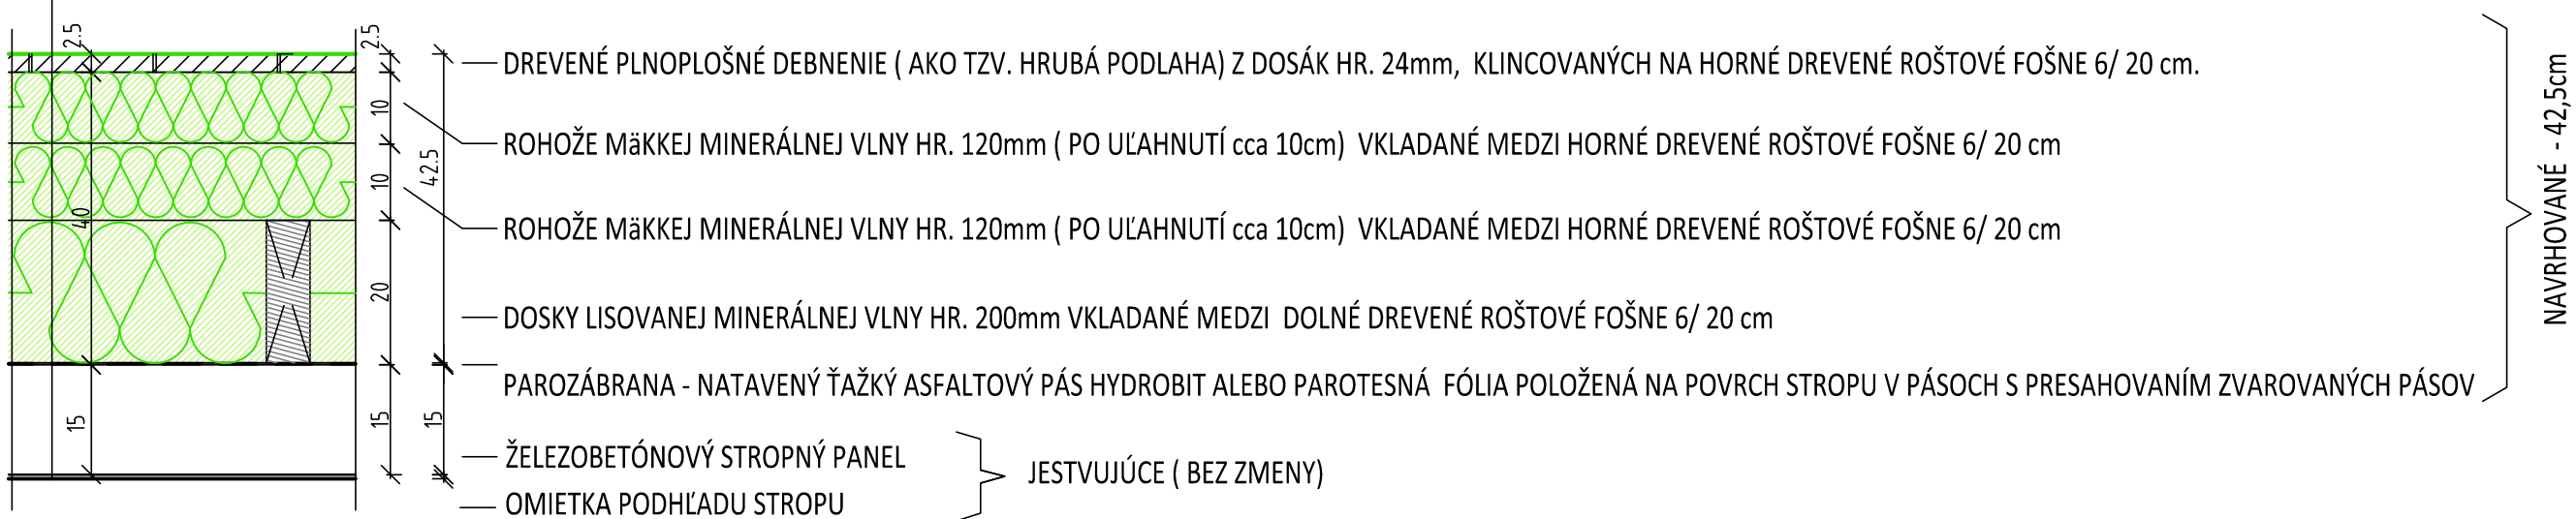 2.5
2.5
DREVENÉ PLNOPLOŠNÉ DEBNENIE ( AKO TZV. HRUBÁ PODLAHA) Z DOSÁK HR. 24mm, KLINCOVANÝCH NA HORNÉ DREVENÉ ROŠTOVÉ FOŠNE 6/ 20 cm.
10
ROHOŽE MäKKEJ MINERÁLNEJ VLNY HR. 120mm ( PO UĽAHNUTÍ cca 10cm) VKLADANÉ MEDZI HORNÉ DREVENÉ ROŠTOVÉ FOŠNE 6/ 20 cm
42.5
10
40
ROHOŽE MäKKEJ MINERÁLNEJ VLNY HR. 120mm ( PO UĽAHNUTÍ cca 10cm) VKLADANÉ MEDZI HORNÉ DREVENÉ ROŠTOVÉ FOŠNE 6/ 20 cm
20
DOSKY LISOVANEJ MINERÁLNEJ VLNY HR. 200mm VKLADANÉ MEDZI DOLNÉ DREVENÉ ROŠTOVÉ FOŠNE 6/ 20 cm
PAROZÁBRANA - NATAVENÝ ŤAŽKÝ ASFALTOVÝ PÁS HYDROBIT ALEBO PAROTESNÁ FÓLIA POLOŽENÁ NA POVRCH STROPU V PÁSOCH S PRESAHOVANÍM ZVAROVANÝCH PÁSOV
NAVRHOVANÉ - 42,5cm
15
15
15
ŽELEZOBETÓNOVÝ STROPNÝ PANEL
JESTVUJÚCE ( BEZ ZMENY)
OMIETKA PODHĽADU STROPU